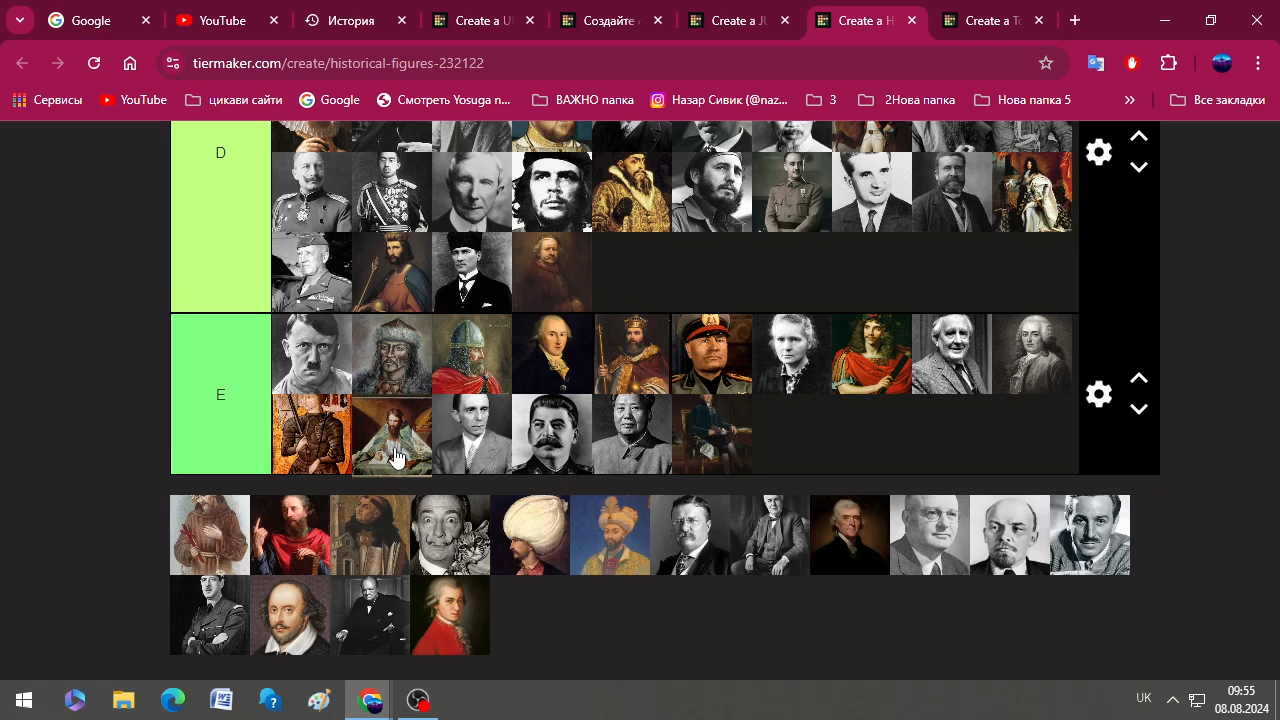 Google
YouTube
История
Create a U
Создайте с
Create a JU
Create a H
Create a To
tiermaker.com/create/historical-figures-232122
Сервисы
YouTube
цикави сайти
Google
Смотреть Yosuga n...
ВАЖНО папка
Назар Сивик (@naz...
3
2Нова папка
Нова папка 5
»
Все закладки
D
E
UK
09:55
08.08.2024